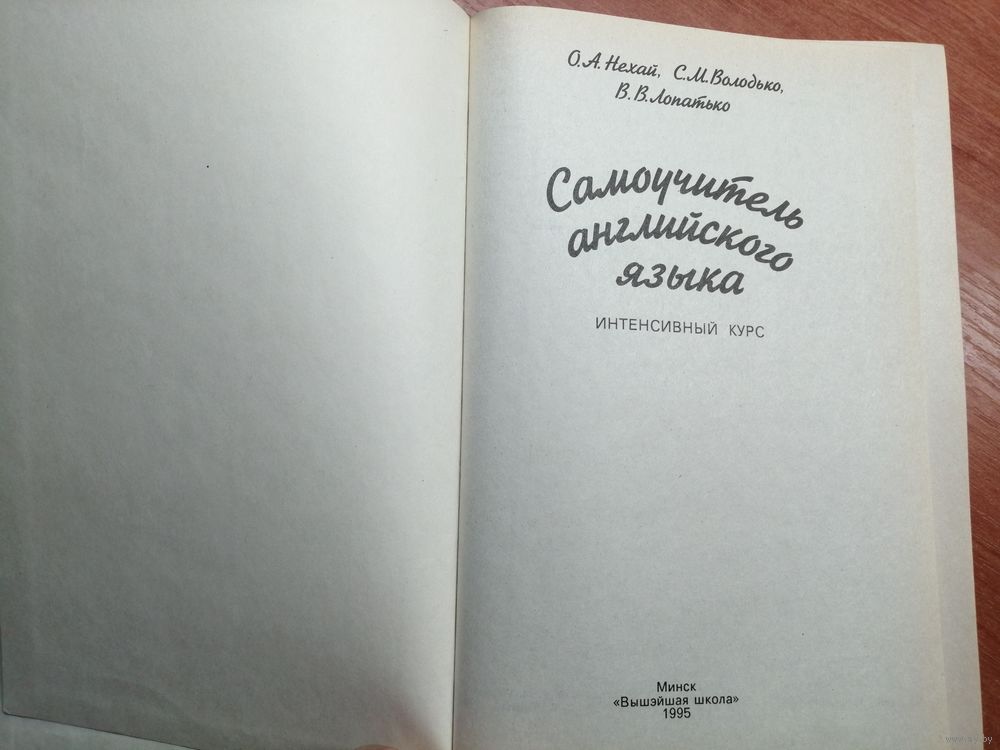 О.А.Нехай, С.М.Володько,
В.В.Лопатько
Самоучитель
английского
языка
ИНТЕНСИВНЫЙ КУРС
Минск
«Вышэйшая школа»
1995